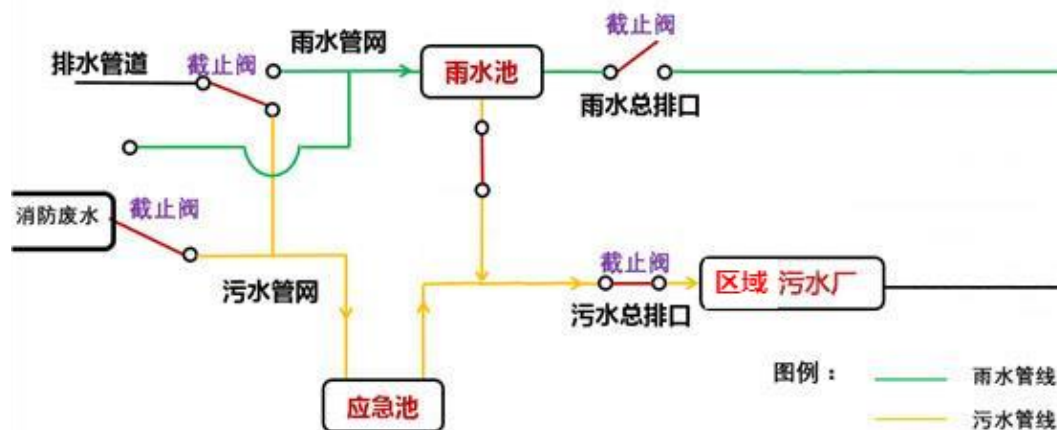 截止阀
雨水管网
排水管道
截止阀
雨水池
雨水总排口
消防废水
截止阀
污水管网
截止阀
区域 污水厂
污水总排口
应急池
图例：
雨水管线
污水管线